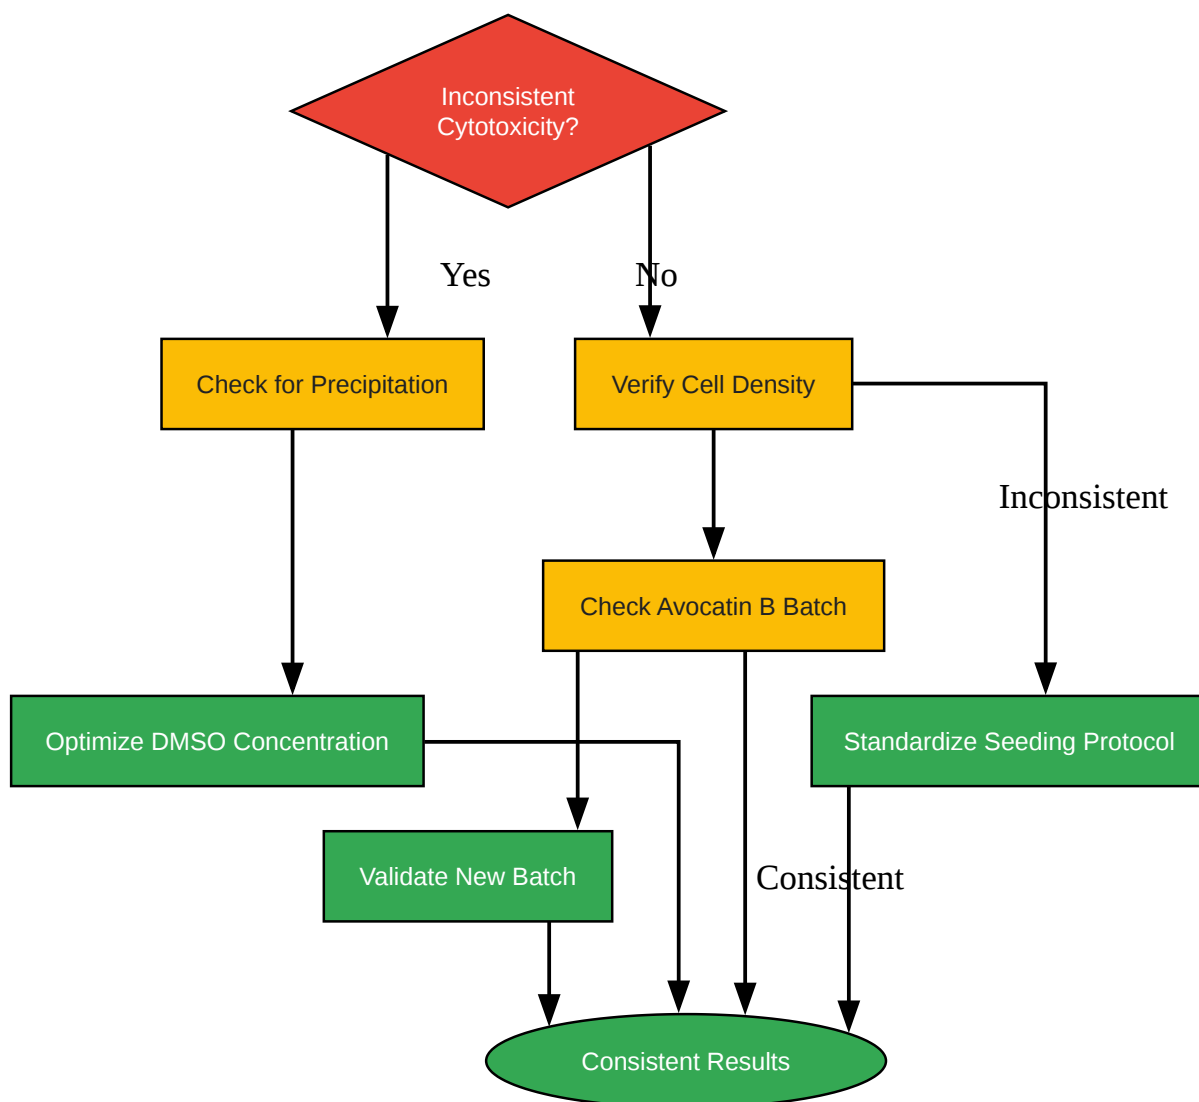 Inconsistent
Cytotoxicity?
Yes
No
Check for Precipitation
Verify Cell Density
Inconsistent
Check Avocatin B Batch
Optimize DMSO Concentration
Standardize Seeding Protocol
Validate New Batch
Consistent
Consistent Results